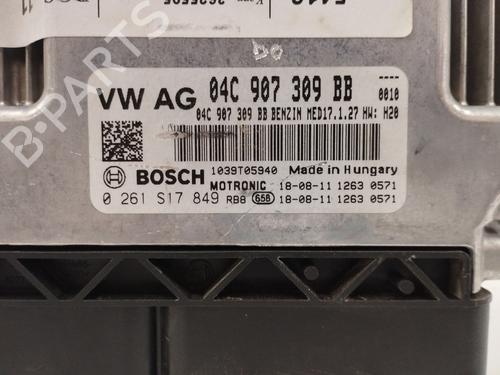 VW AG 04C 907 309 BB ----
0010
04C 907 309 BB BENZIN MED17.1.27 HW: H20
BOSCH 1039T05940 Made in Hungary
MOTRONIC 18-08-11 1263 0571
0 261 S17 849 RBB 658 18-08-11 1263 0571
B-PARTS